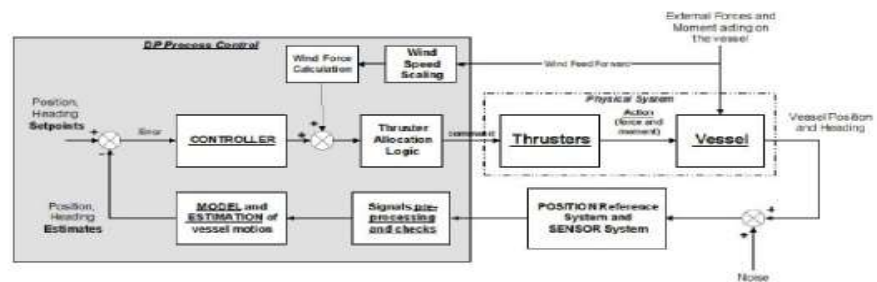 External Forces and
Moment acting on
the vessel
DP Process Control
Wind Force
Calculation
Wind
Speed
Scaling
Wind Feed Forward
Physical System
Position,
Heading
Setpoints
+
Error
CONTROLLER
+
+
Thruster
Allocation
Logic
command
Thrusters
Action
(force and
moment)
Vessel
Vessel Position
and Heading
+
Position,
Heading
Estimates
MODEL and
ESTIMATION of
vessel motion
Signals pre-
processing
and checks
POSITION Reference
System and
SENSOR System
+
+
Noise